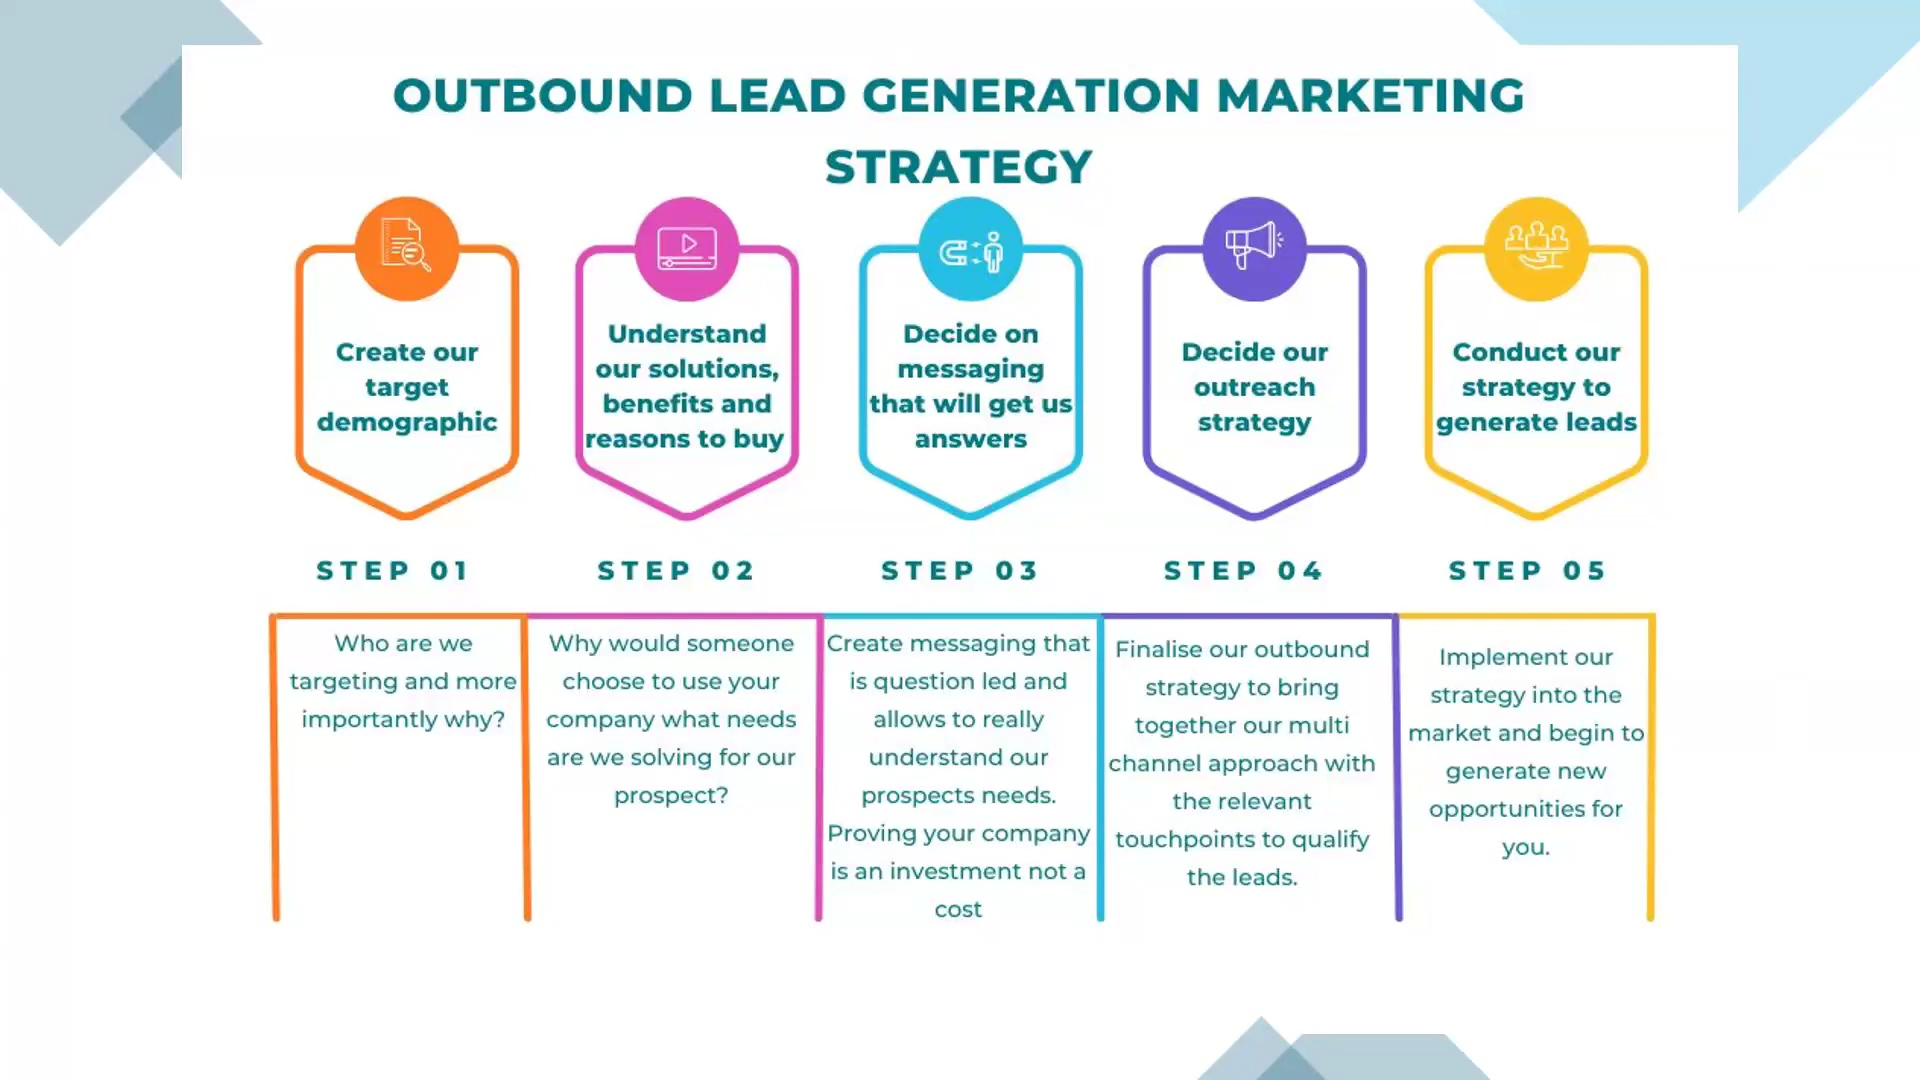 OUTBOUND LEAD GENERATION MARKETING
STRATEGY
Create our
target
demographic
Understand
our solutions,
benefits and
reasons to buy
Decide on
messaging
that will get us
answers
Decide our
outreach
strategy
Conduct our
strategy to
generate leads
STEP 01
STEP 02
STEP 03
STEP 04
STEP 05
Who are we
targeting and more
importantly why?
Why would someone
choose to use your
company what needs
are we solving for our
prospect?
Create messaging that
is question led and
allows to really
understand our
prospects needs.
Proving your company
is an investment not a
cost
Finalise our outbound
strategy to bring
together our multi
channel approach with
the relevant
touchpoints to qualify
the leads.
Implement our
strategy into the
market and begin to
generate new
opportunities for
you.